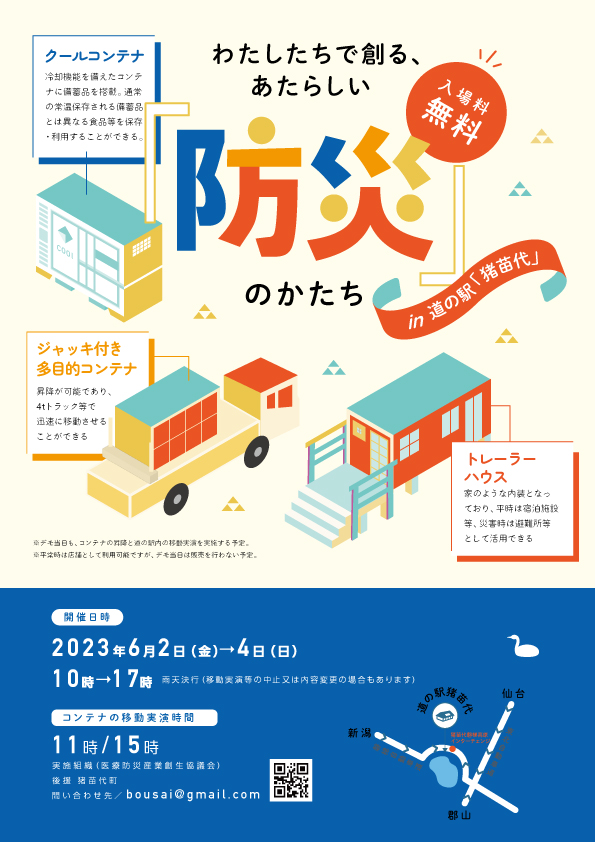 クールコンテナ
冷却機能を備えたコンテ
ナに備蓄品を搭載。通常
の常温保存される備蓄品
とは異なる食品等を保存
・利用することができる。
わたしたちで創る、
あたらしい
入場料
無料
防災
のかたち
in 道の駅「猪苗代」
COOL
ジャッキ付き
多目的コンテナ
昇降が可能であり、
4tトラック等で
迅速に移動させる
ことができる
トレーラー
ハウス
家のような内装となっ
ており、平時は宿泊施設
等、災害時は避難所等
として活用できる
※デモ当日も、コンテナの昇降と道の駅内の移動実演を実施する予定。
※平常時は店舗として利用可能ですが、デモ当日は販売を行わない予定。
開催日時
2023年6月2日（金）→4日（日）
10時→17時 雨天決行（移動実演等の中止又は内容変更の場合もあります）
コンテナの移動実演時間
11時/15時
実施組織（医療防災産業創生協議会）
後援 猪苗代町
問い合わせ先／bousai@gmail.com
道の駅猪苗代
仙台
新潟
郡山